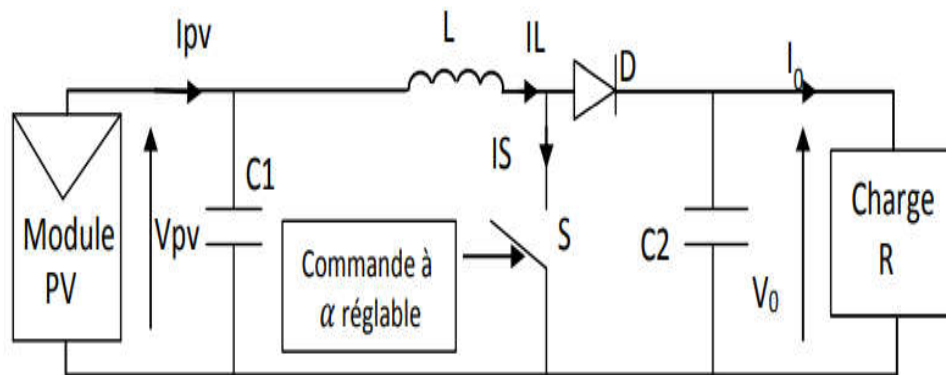 Ipv
L
IL
D
I₀
Module
PV
Vpv
C1
Commande à
α réglable
IS
S
C2
V₀
Charge
R